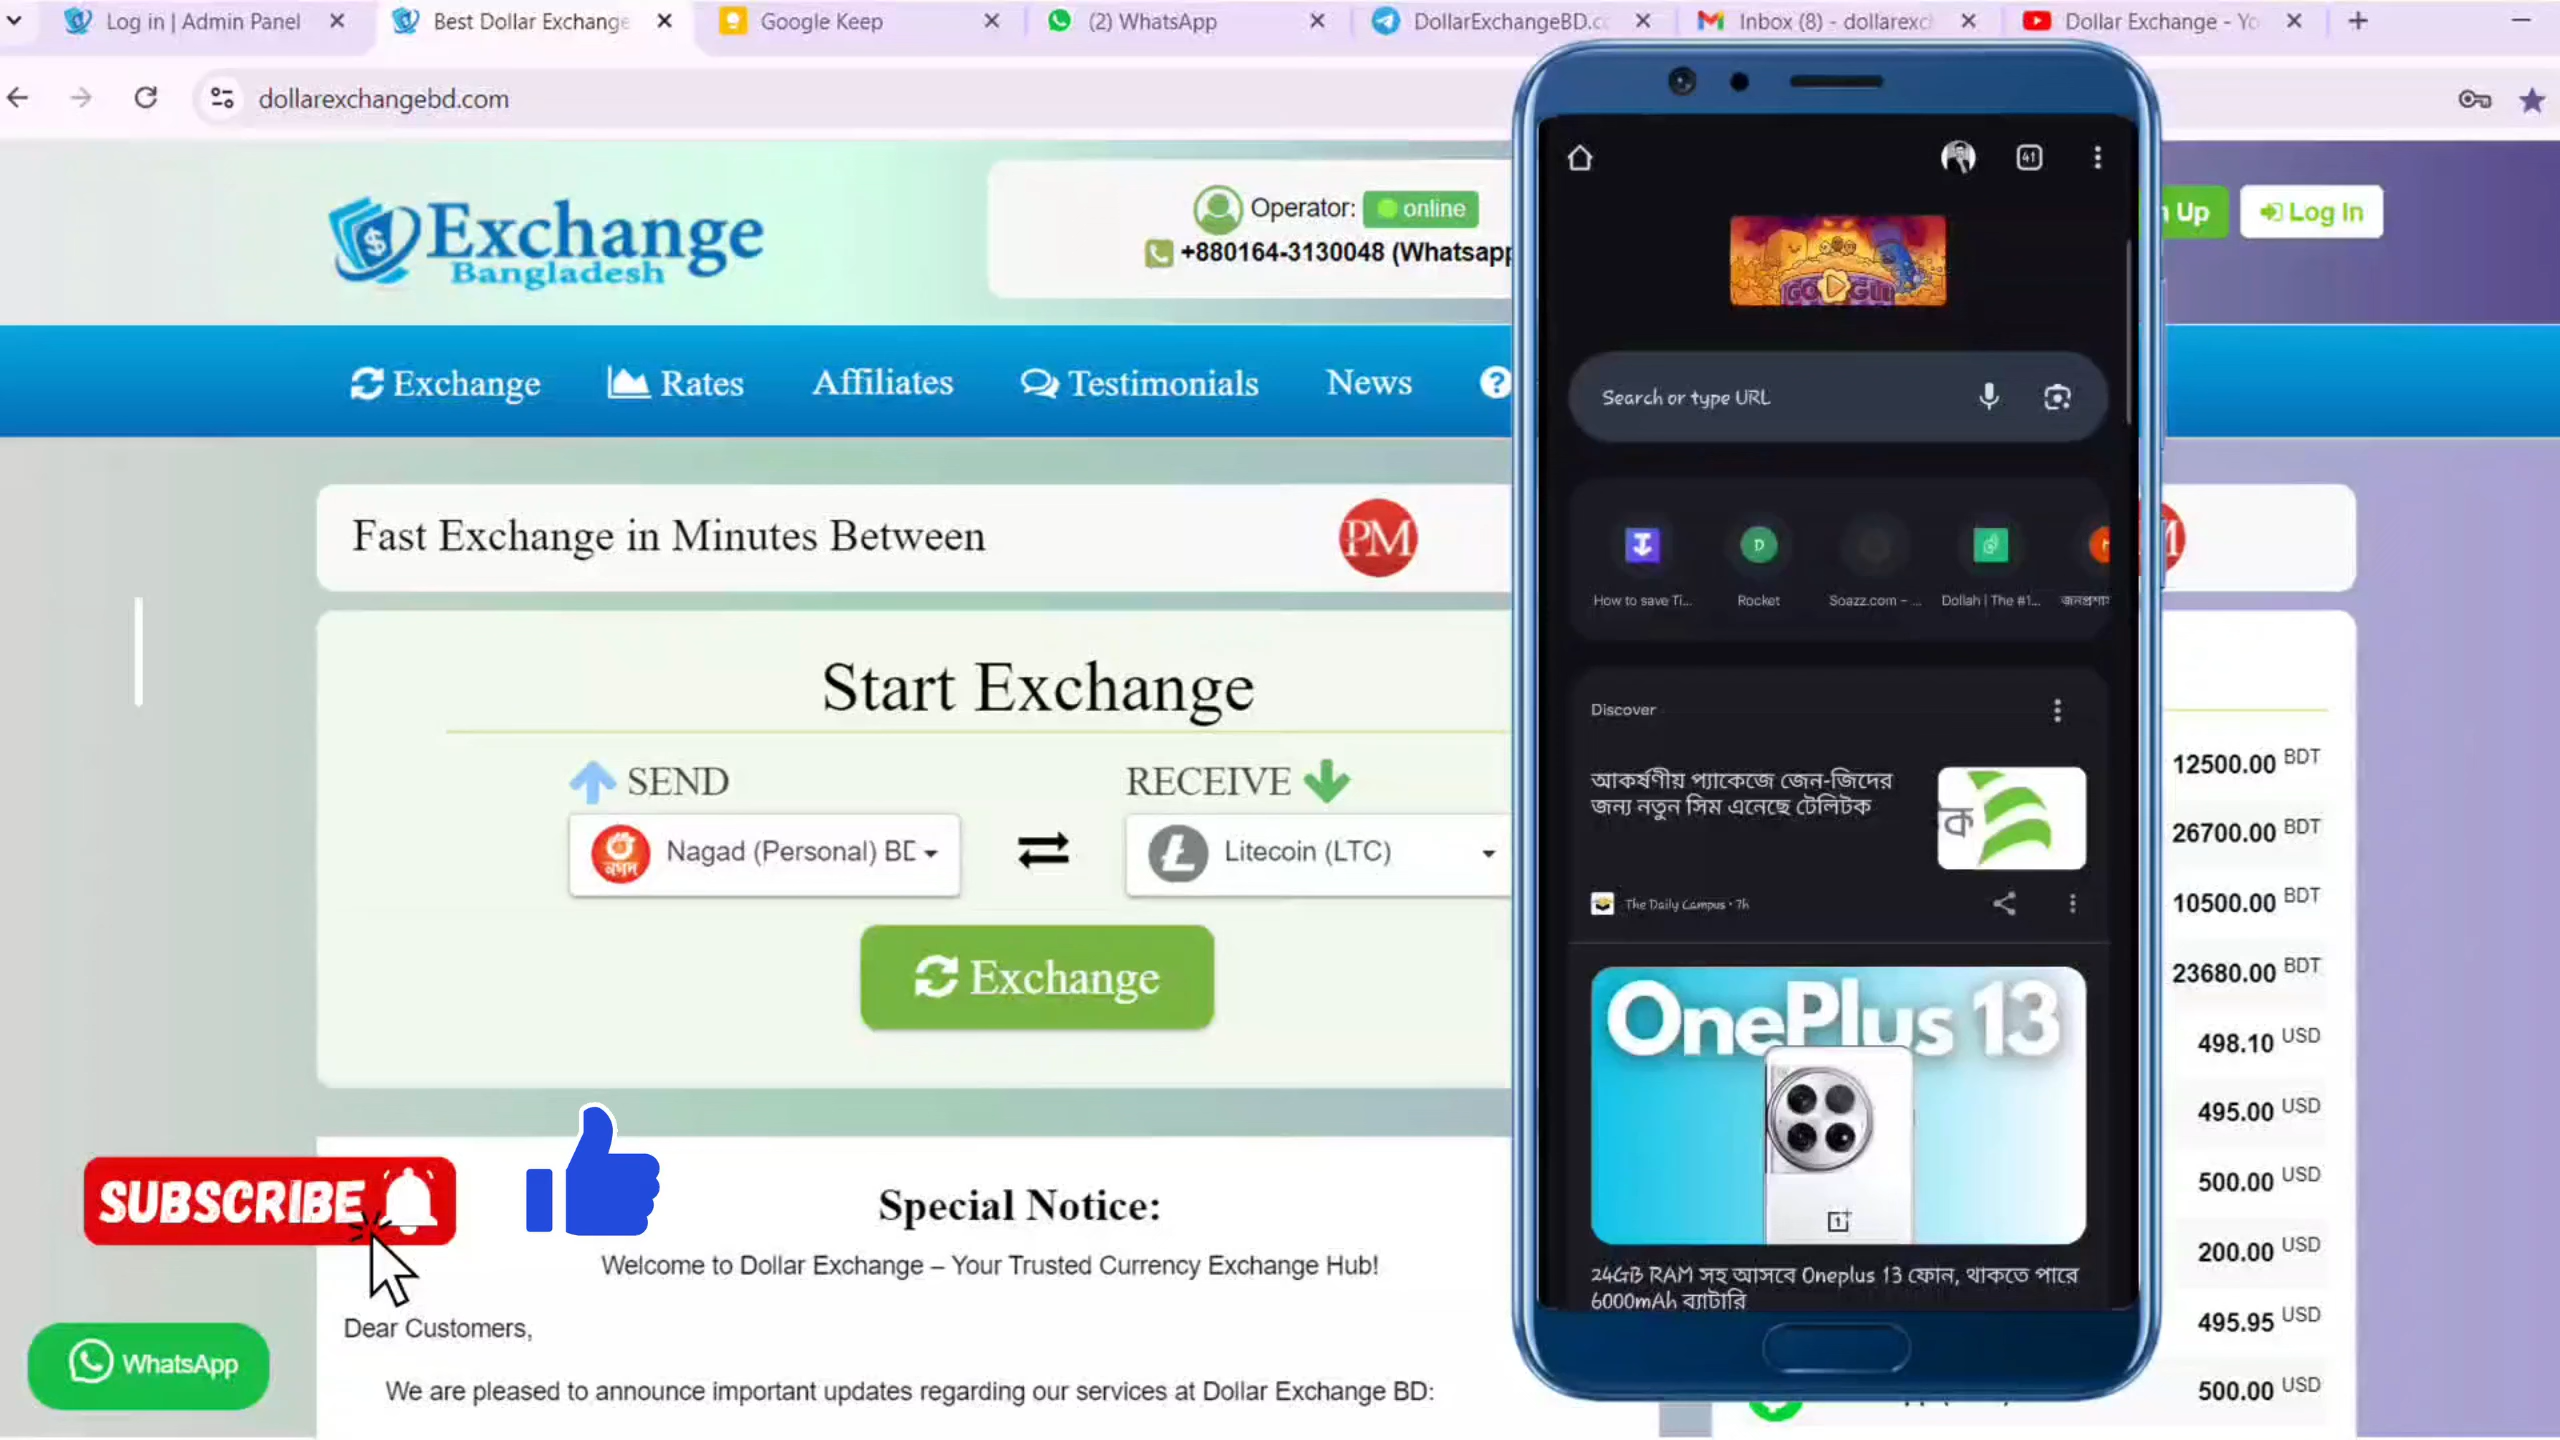 Log in | Admin Panel
Best Dollar Exchange
Google Keep
(2) WhatsApp
DollarExchangeBD.c
Inbox (8) - dollarexc
Dollar Exchange - Yo
dollarexchangebd.com
Exchange
Bangladesh
Operator: online
+880164-3130048 (Whatsapp
Up
Log In
Exchange
Rates
Affiliates
Testimonials
News
Fast Exchange in Minutes Between
PM
Start Exchange
SEND
RECEIVE
নগদ
Nagad (Personal) BD
Litecoin (LTC)
Exchange
Special Notice:
Welcome to Dollar Exchange – Your Trusted Currency Exchange Hub!
Dear Customers,
We are pleased to announce important updates regarding our services at Dollar Exchange BD:
SUBSCRIBE
WhatsApp
41
Search or type URL
D
How to save Ti...
Rocket
Soazz.com – ...
Dollah | The #1...
Discover
আকর্ষণীয় প্যাকেজে জেন-জিদের
জন্য নতুন সিম এনেছে টেলিটক
ক
The Daily Campus • 7h
OnePlus 13
24GB RAM সহ আসবে Oneplus 13 ফোন, থাকতে পারে
6000mAh ব্যাটারি
12500.00 BDT
26700.00 BDT
10500.00 BDT
23680.00 BDT
498.10 USD
495.00 USD
500.00 USD
200.00 USD
495.95 USD
500.00 USD